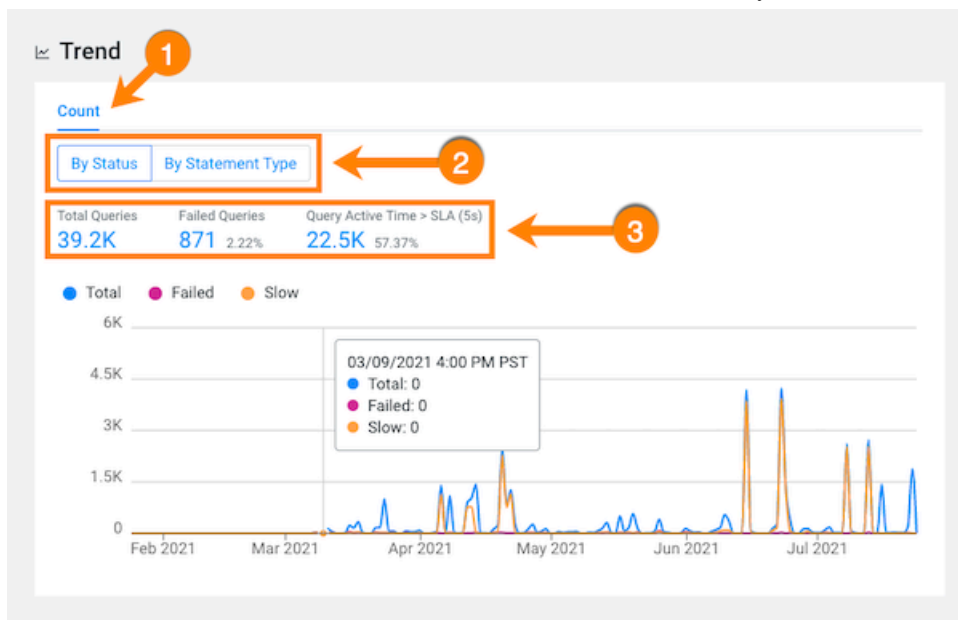 Trend
1
Count
By Status By Statement Type
2
Total Queries Failed Queries Query Active Time > SLA (5s)
39.2K 871 2.22% 22.5K 57.37%
3
Total Failed Slow
6K
03/09/2021 4:00 PM PST
4.5K
Total: 0
Failed: 0
3K
Slow: 0
1.5K
0
Feb 2021 Mar 2021 Apr 2021 May 2021 Jun 2021 Jul 2021